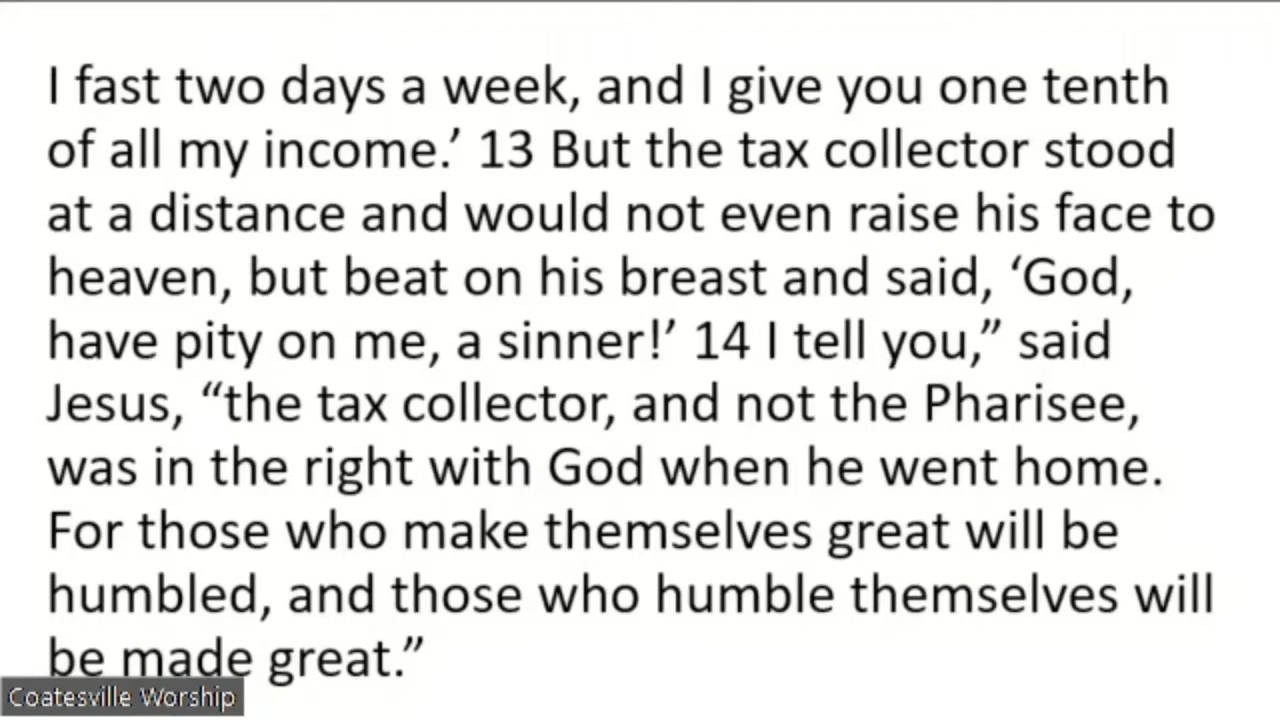 I fast two days a week, and I give you one tenth
of all my income.’ 13 But the tax collector stood
at a distance and would not even raise his face to
heaven, but beat on his breast and said, ‘God,
have pity on me, a sinner!’ 14 I tell you,” said
Jesus, “the tax collector, and not the Pharisee,
was in the right with God when he went home.
For those who make themselves great will be
humbled, and those who humble themselves will
be made great.”
Coatesville Worship